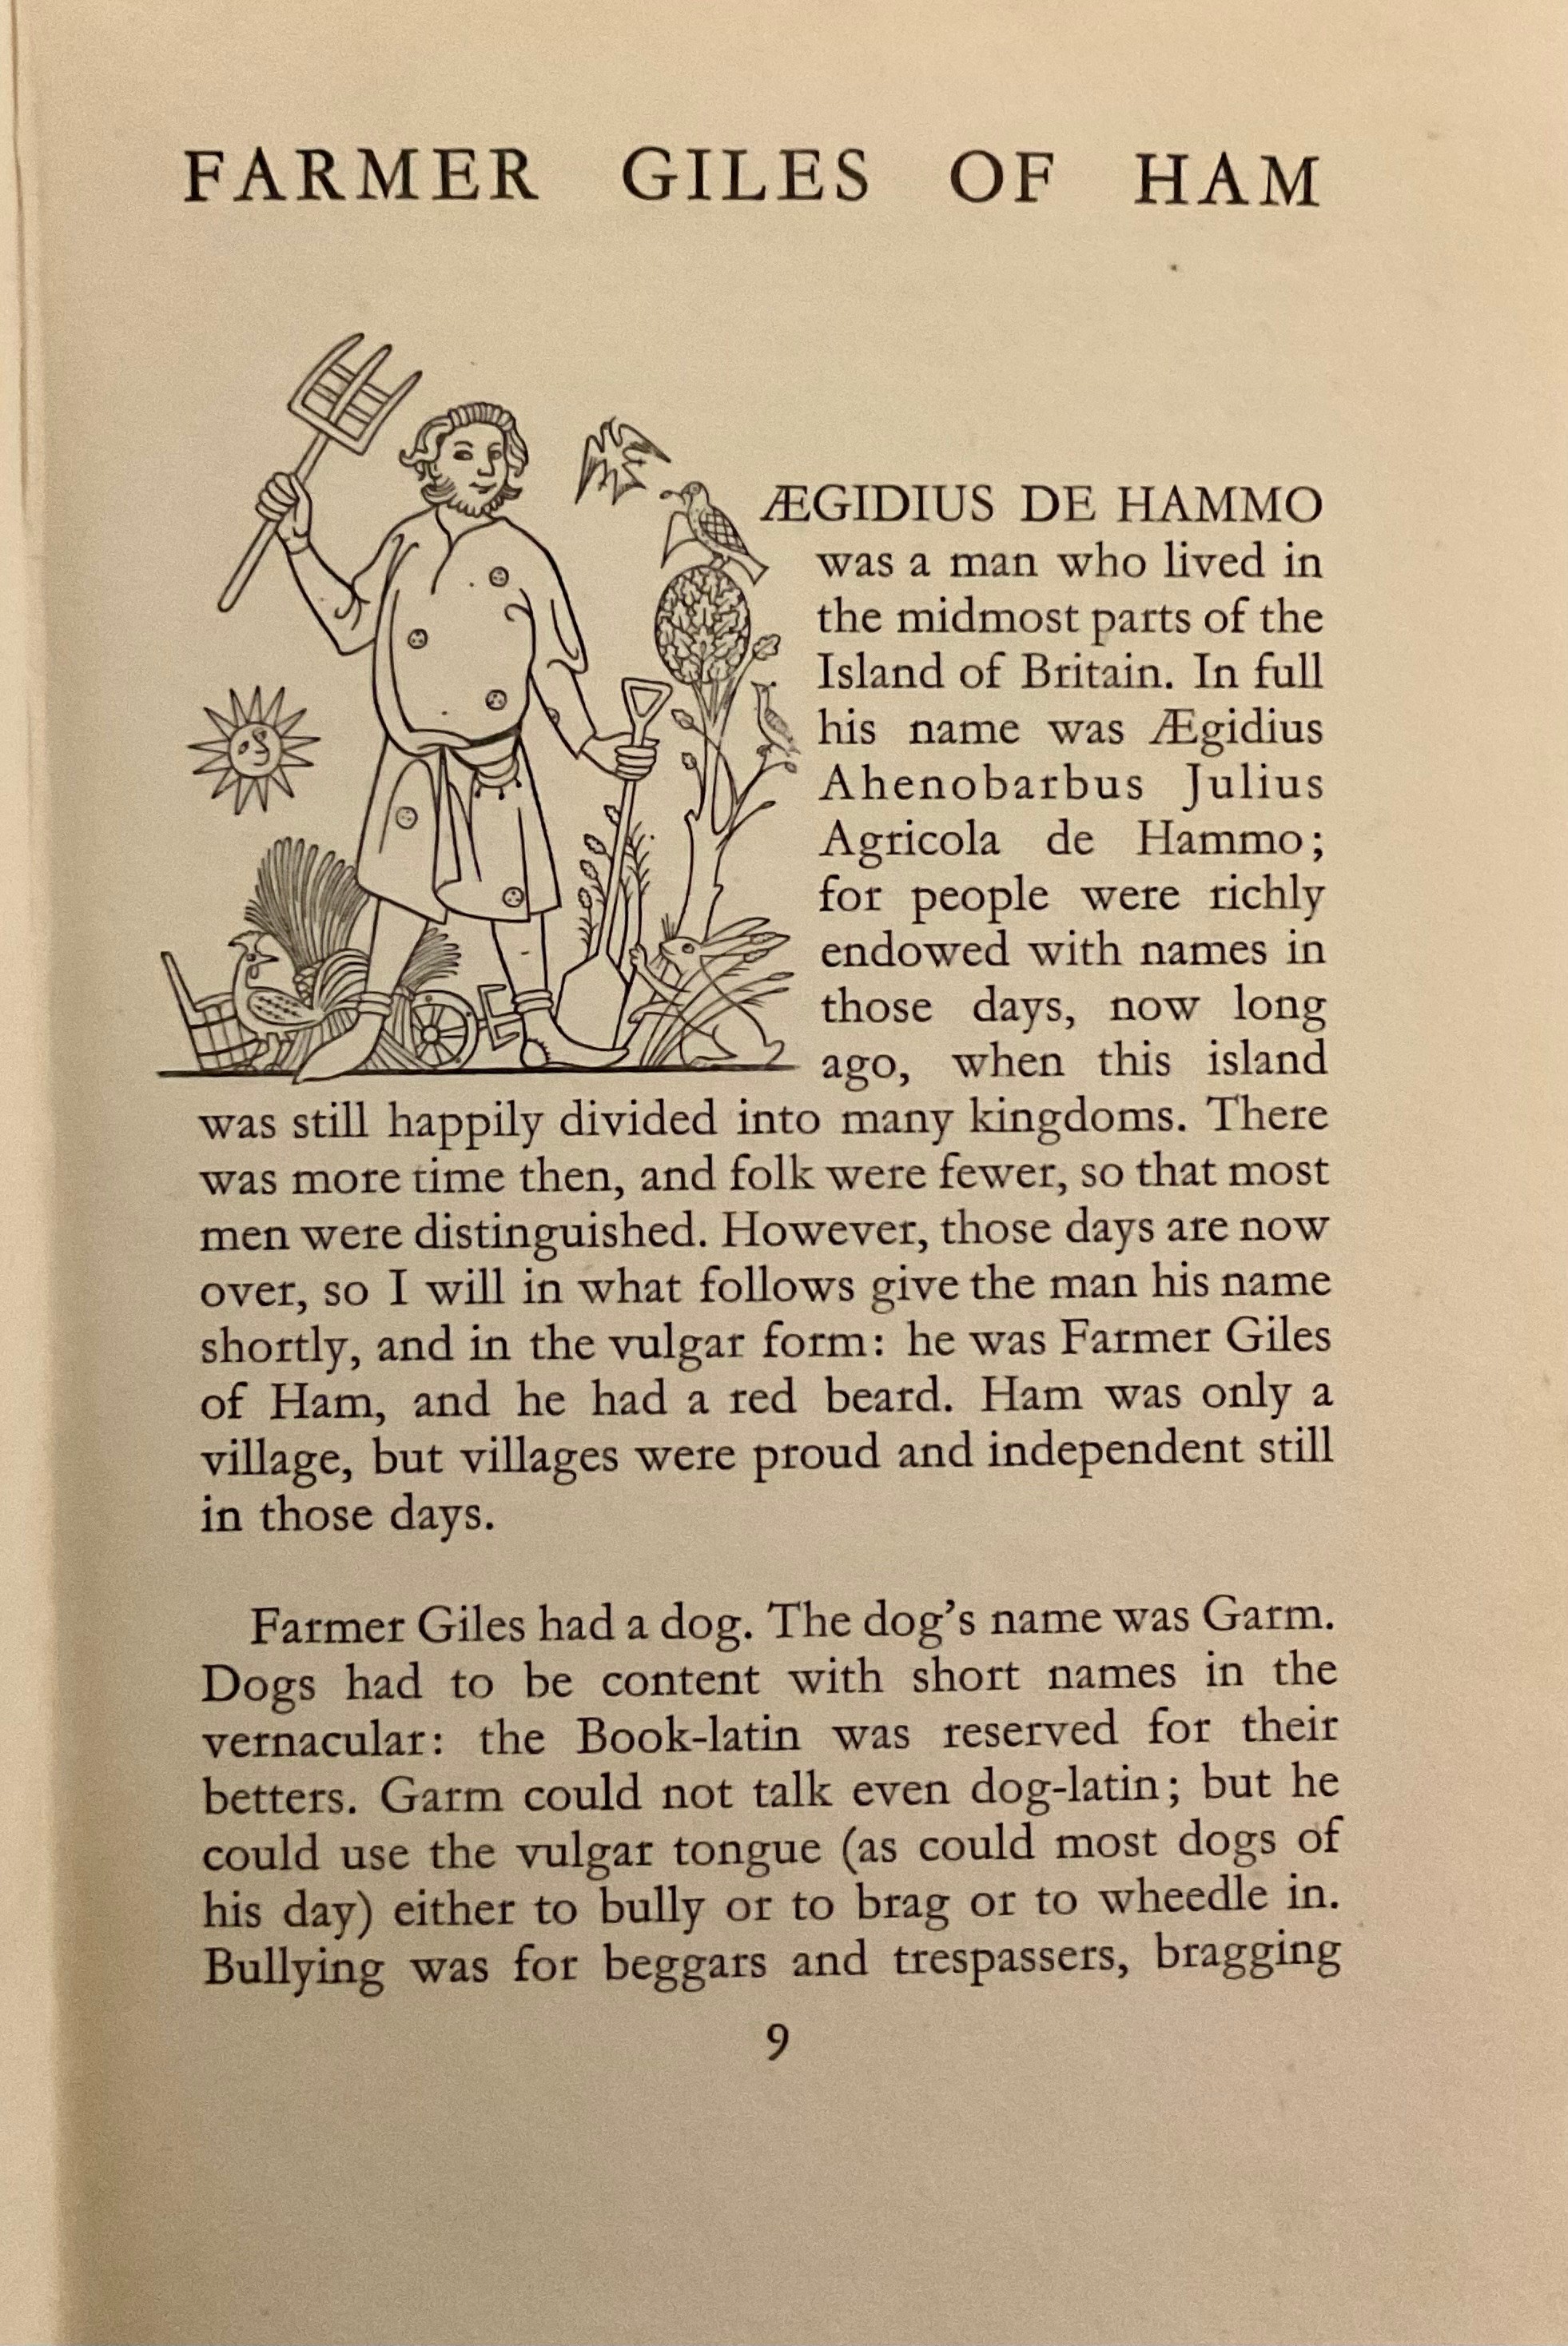 FARMER GILES OF HAM
ÆGIDIUS DE HAMMO
was a man who lived in
the midmost parts of the
Island of Britain. In full
his name was Ægidius
Ahenobarbus Julius
Agricola de Hammo;
for people were richly
endowed with names in
those days, now long
ago, when this island
was still happily divided into many kingdoms. There
was more time then, and folk were fewer, so that most
men were distinguished. However, those days are now
over, so I will in what follows give the man his name
shortly, and in the vulgar form: he was Farmer Giles
of Ham, and he had a red beard. Ham was only a
village, but villages were proud and independent still
in those days.
Farmer Giles had a dog. The dog’s name was Garm.
Dogs had to be content with short names in the
vernacular: the Book-latin was reserved for their
betters. Garm could not talk even dog-latin; but he
could use the vulgar tongue (as could most dogs of
his day) either to bully or to brag or to wheedle in.
Bullying was for beggars and trespassers, bragging
9